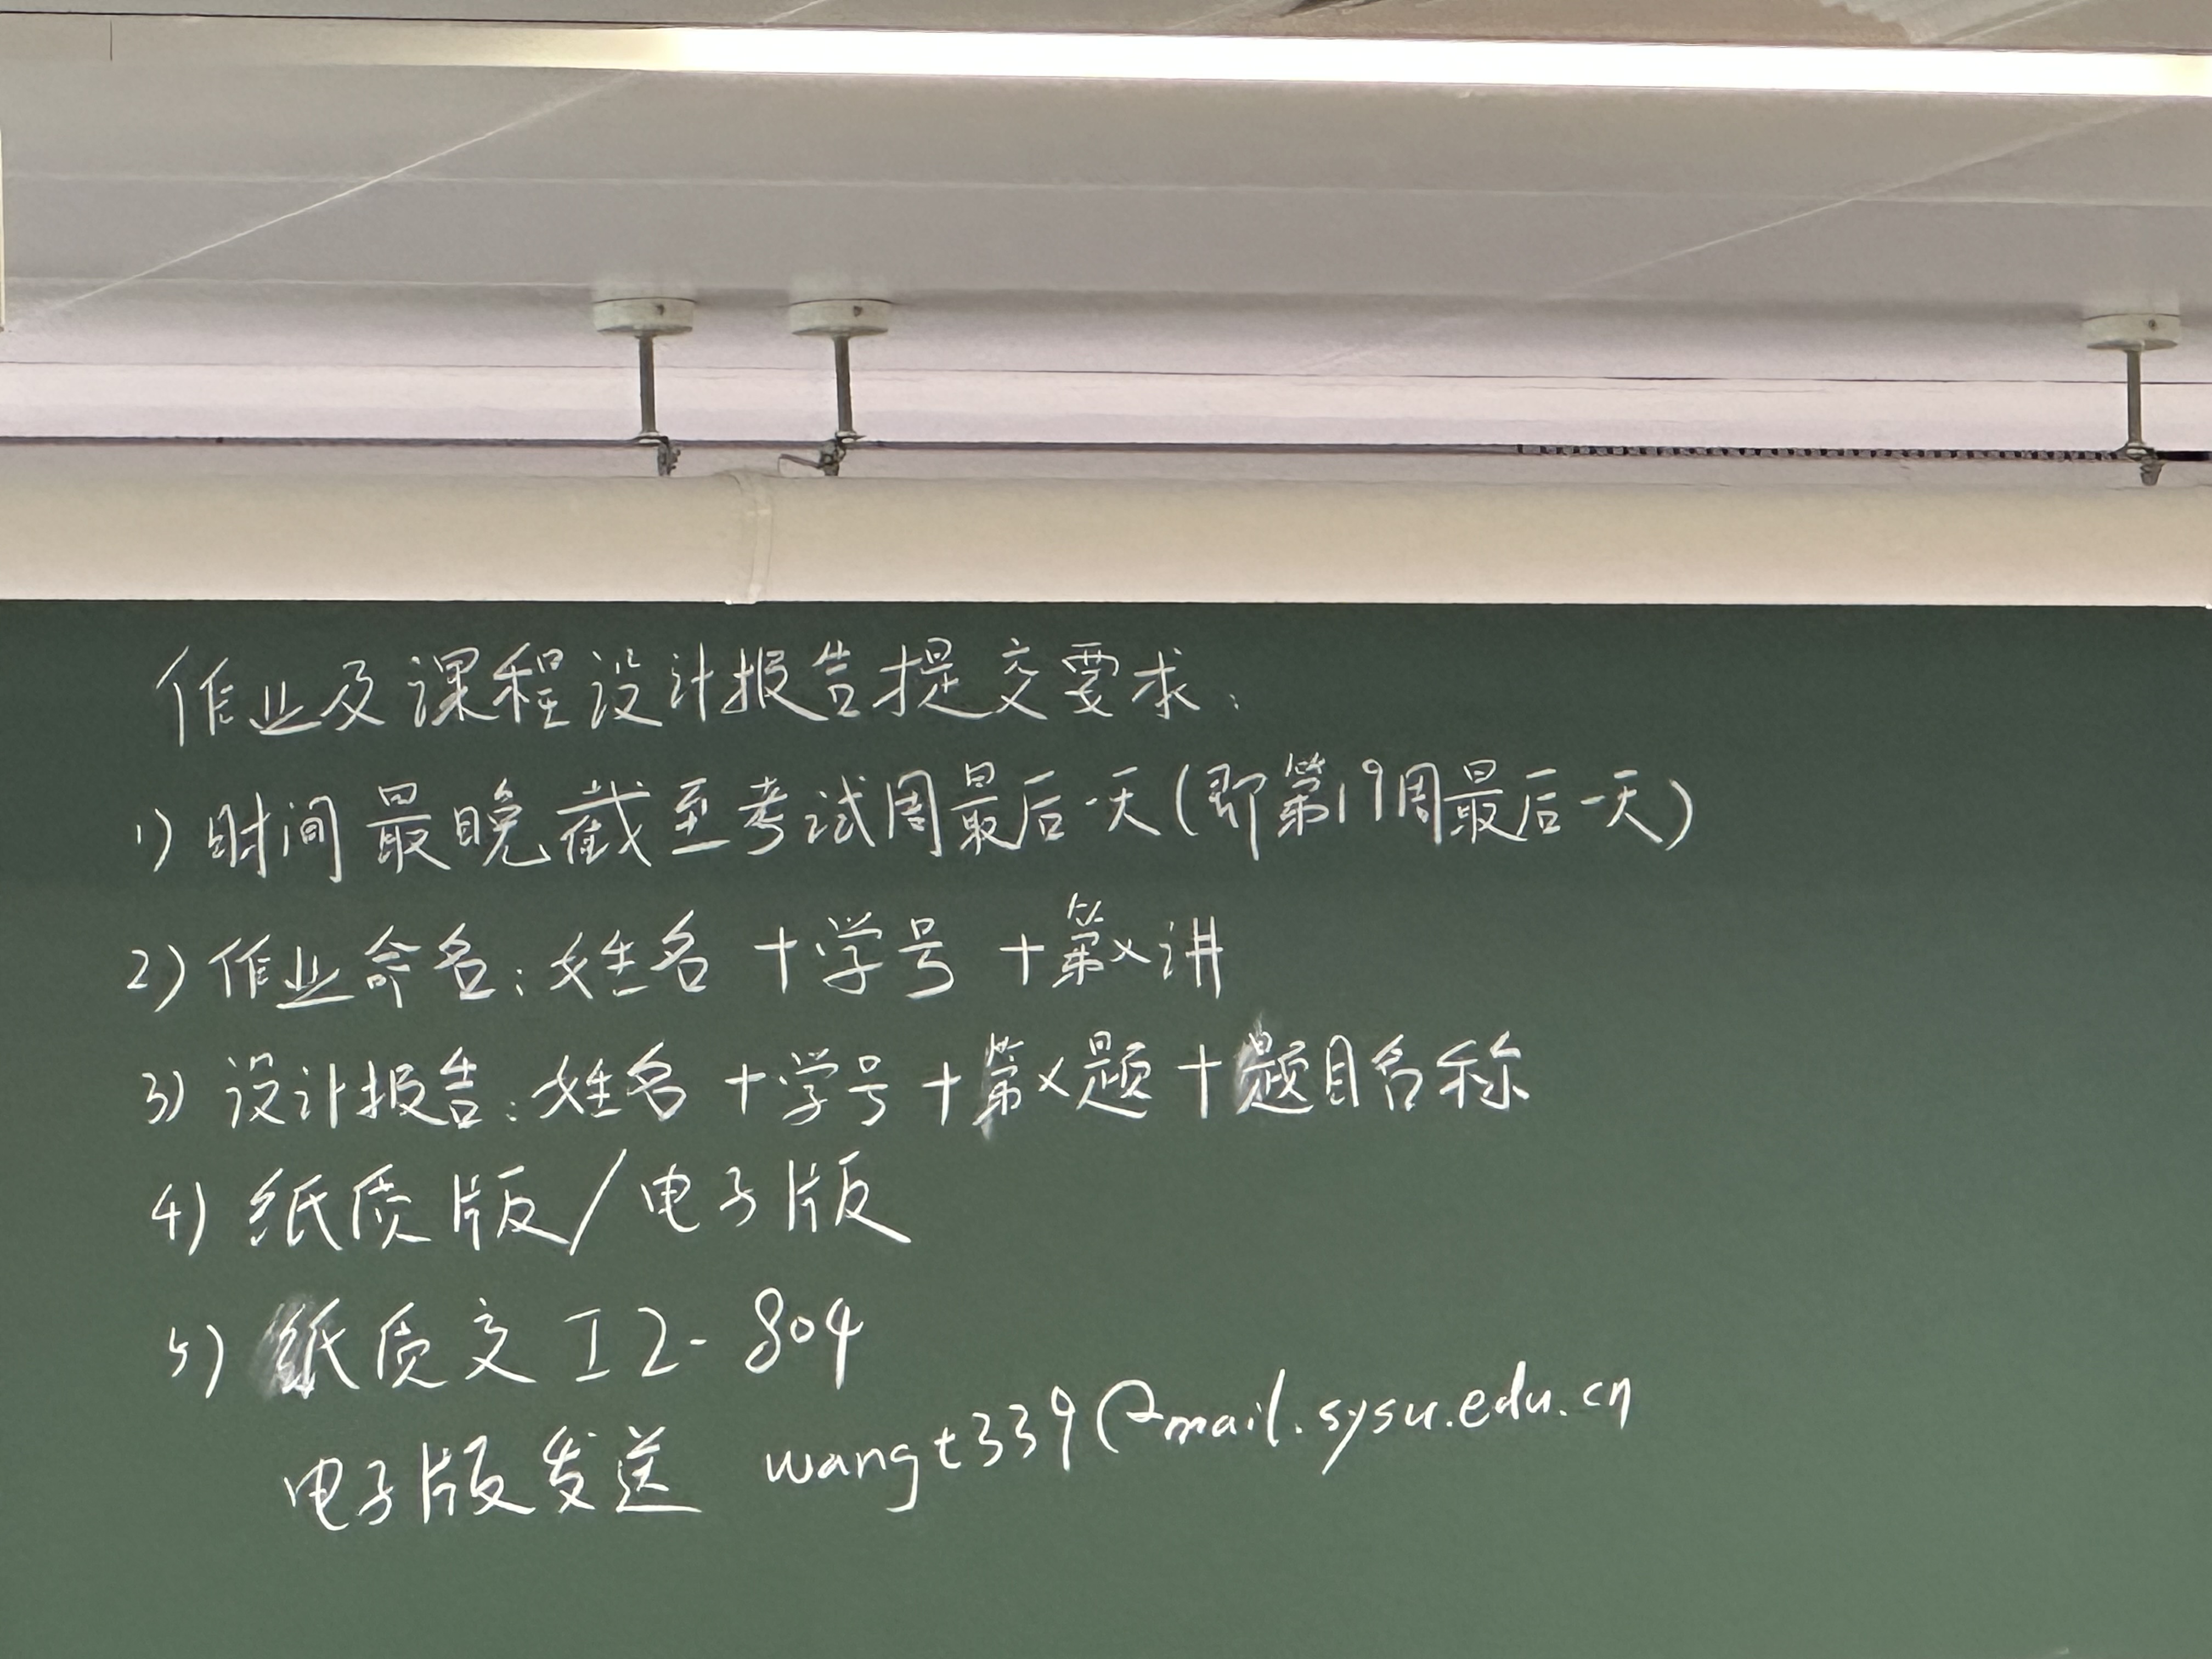 作业及课程设计报告提交要求:
1) 时间最晚截至考试周最后一天(即第19周最后一天)
2) 作业命名:姓名+学号+第x讲
3) 设计报告:姓名+学号+第x题+题目名称
4) 纸质版/电子版
5) 纸质交工2-804
电子版发送 wangt339@mail.sysu.edu.cn